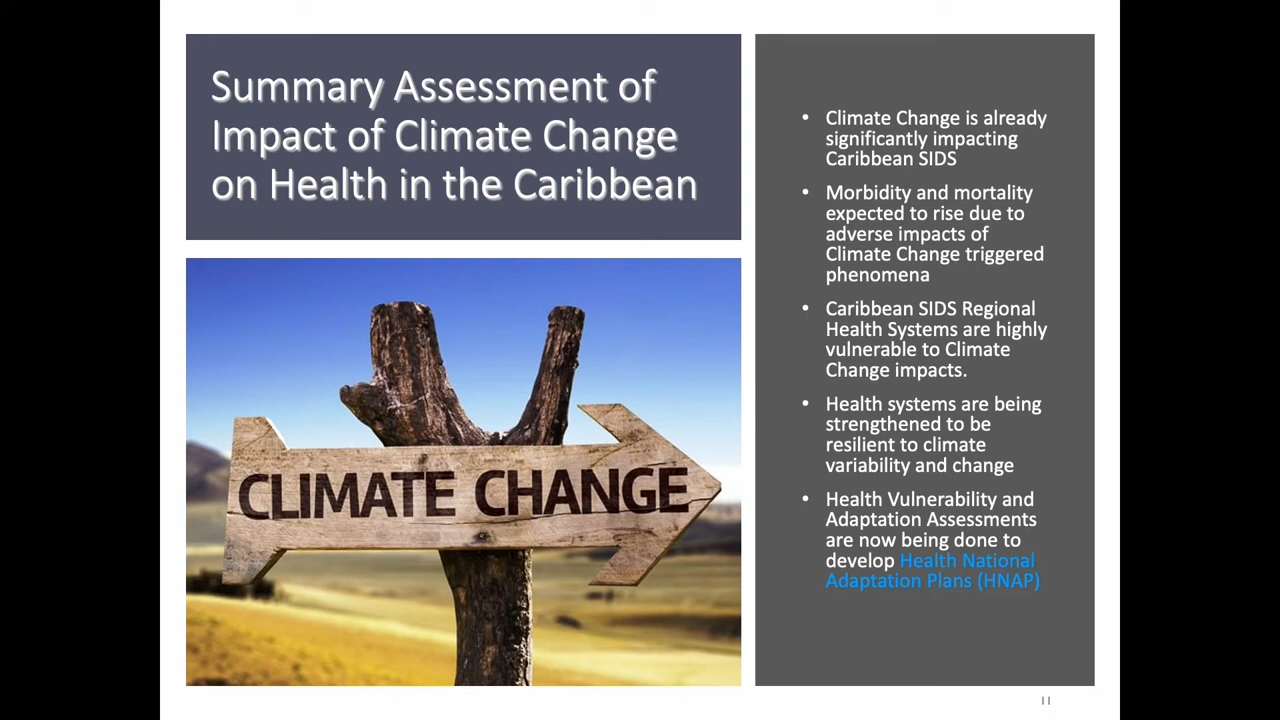 Summary Assessment of
Impact of Climate Change
on Health in the Caribbean
CLIMATE CHANGE
• Climate Change is already
significantly impacting
Caribbean SIDS
• Morbidity and mortality
expected to rise due to
adverse impacts of
Climate Change triggered
phenomena
• Caribbean SIDS Regional
Health Systems are highly
vulnerable to Climate
Change impacts.
• Health systems are being
strengthened to be
resilient to climate
variability and change
• Health Vulnerability and
Adaptation Assessments
are now being done to
develop Health National
Adaptation Plans (HNAP)
11